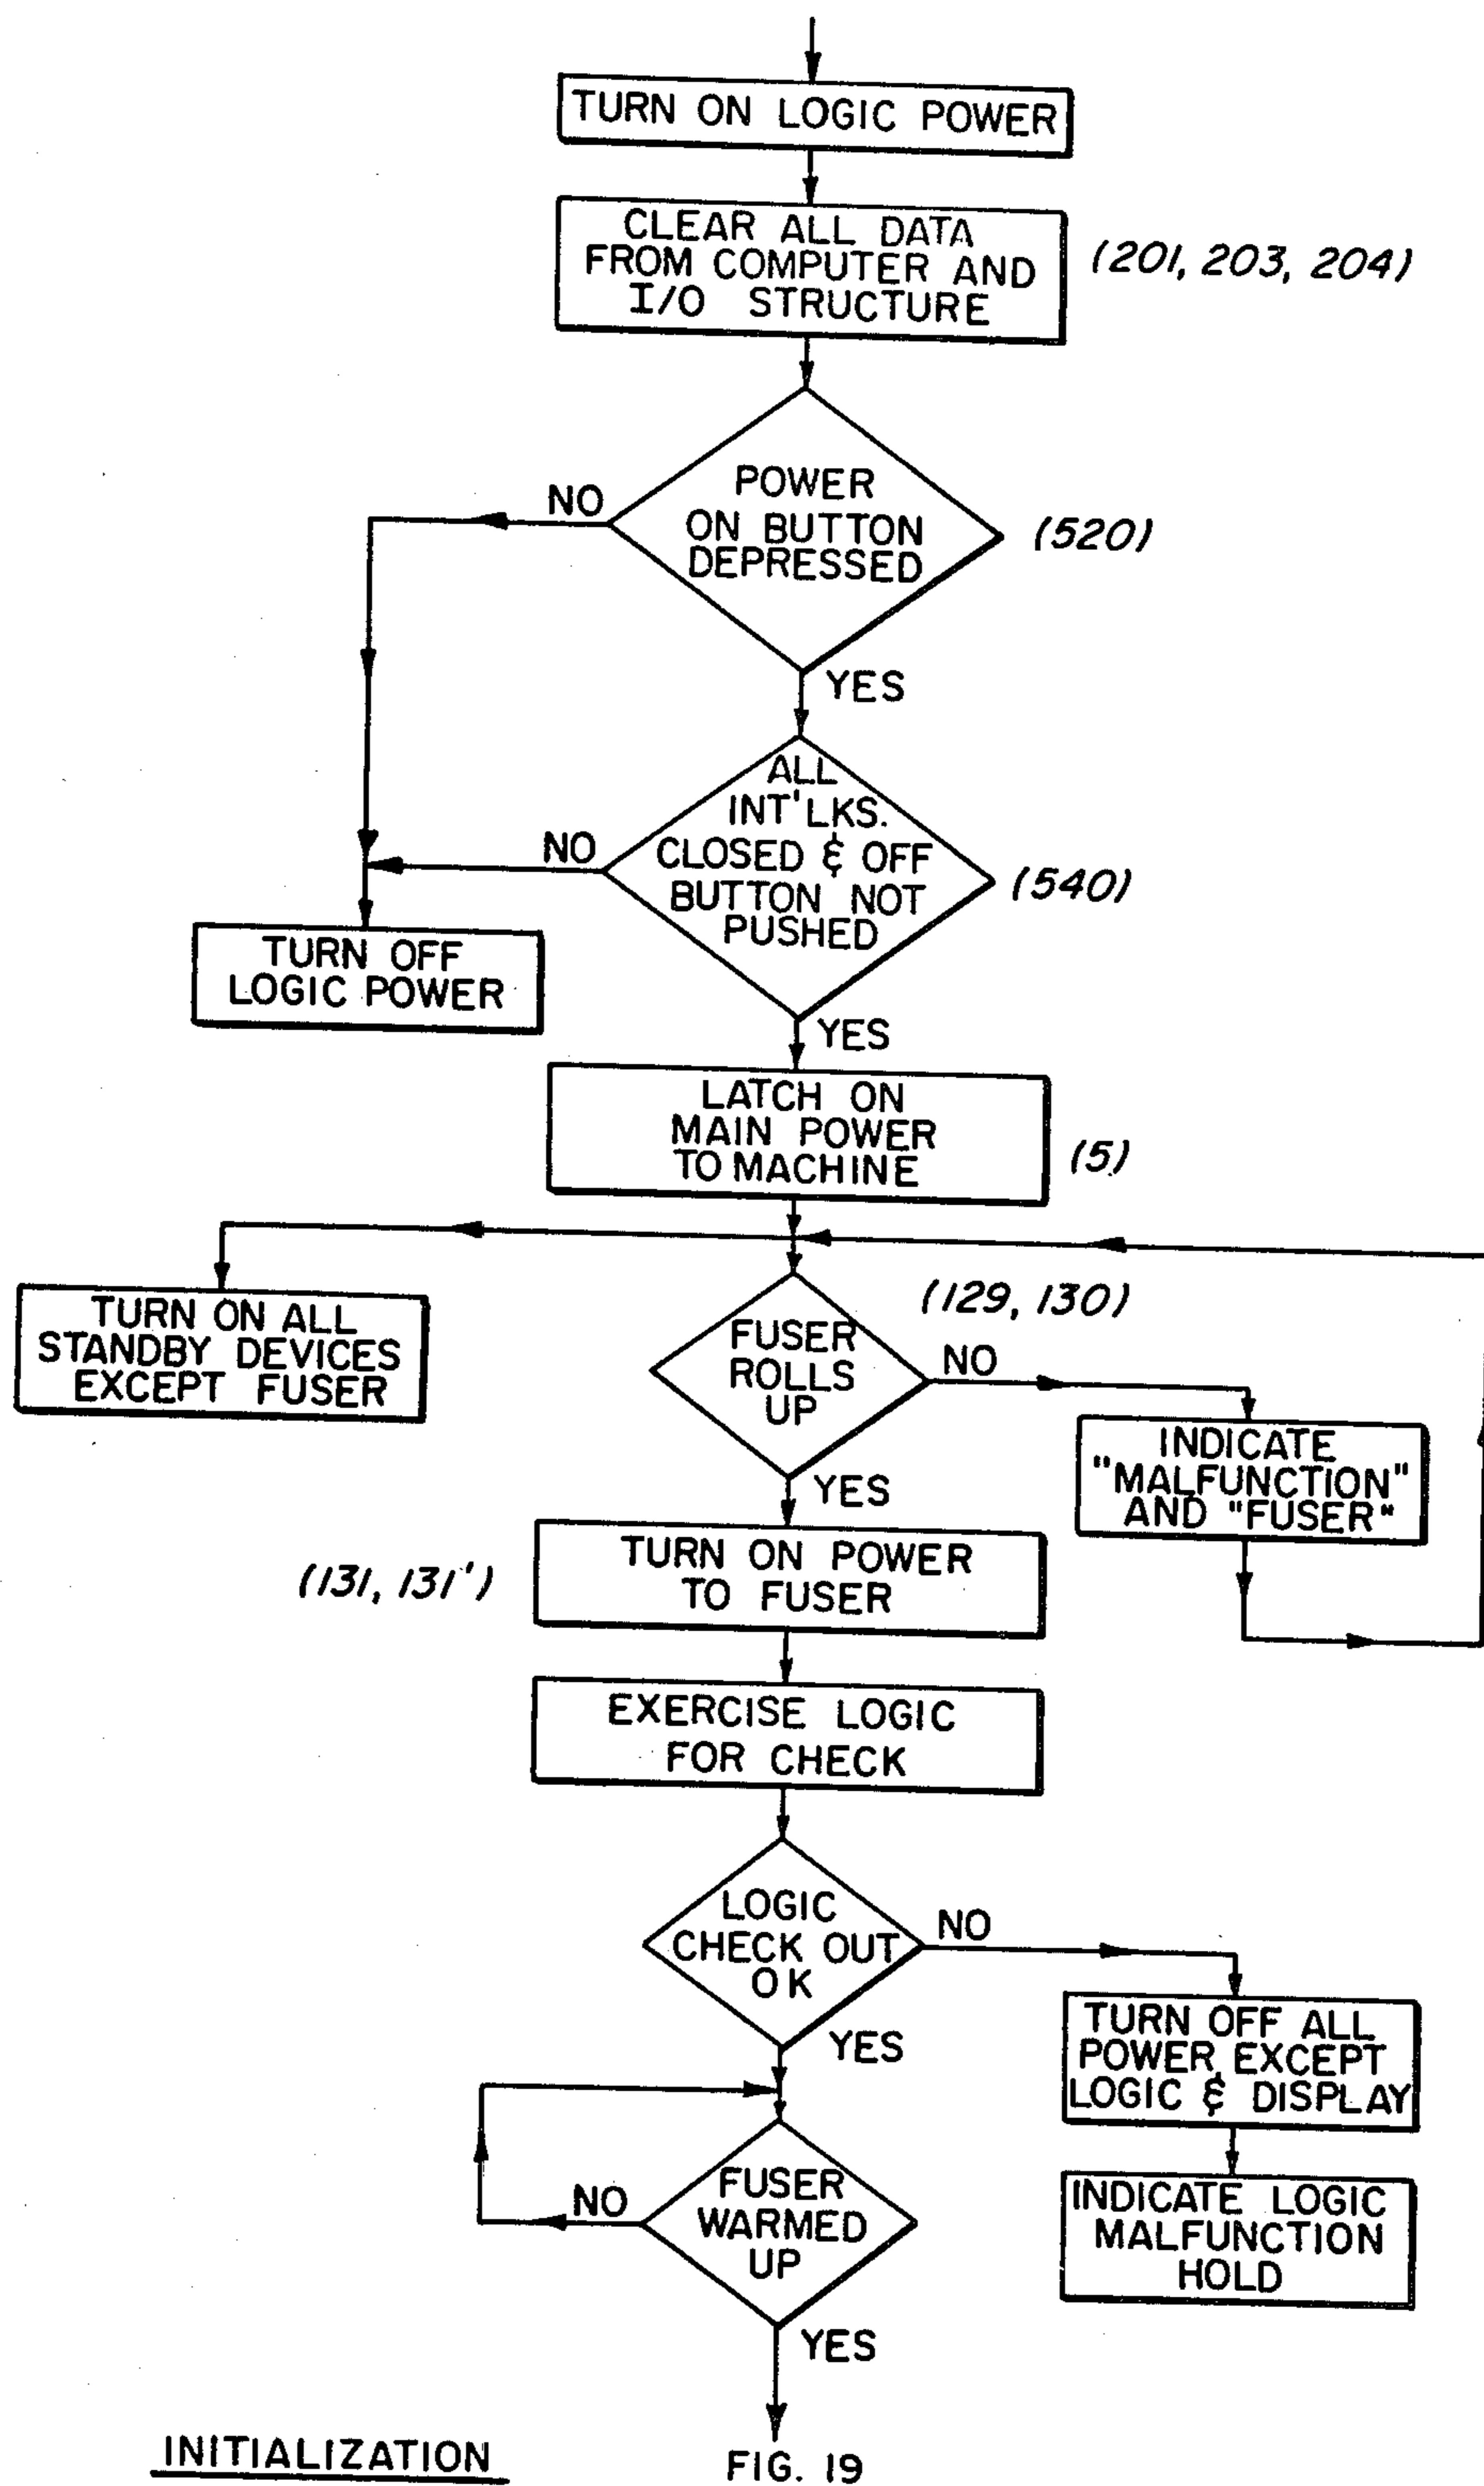 TURN ON LOGIC POWER
CLEAR ALL DATA
FROM COMPUTER AND
I/O STRUCTURE
(201, 203, 204)
POWER
ON BUTTON
DEPRESSED
(520)
NO
YES
ALL
INT'LKS.
CLOSED & OFF
BUTTON NOT
PUSHED
(540)
NO
TURN OFF
LOGIC POWER
YES
LATCH ON
MAIN POWER
TO MACHINE
(5)
TURN ON ALL
STANDBY DEVICES
EXCEPT FUSER
(129, 130)
FUSER
ROLLS
UP
NO
INDICATE
"MALFUNCTION"
AND "FUSER"
YES
(131, 131')
TURN ON POWER
TO FUSER
EXERCISE LOGIC
FOR CHECK
LOGIC
CHECK OUT
OK
NO
YES
TURN OFF ALL
POWER EXCEPT
LOGIC & DISPLAY
FUSER
WARMED
UP
NO
INDICATE LOGIC
MALFUNCTION
HOLD
YES
INITIALIZATION
FIG. 19